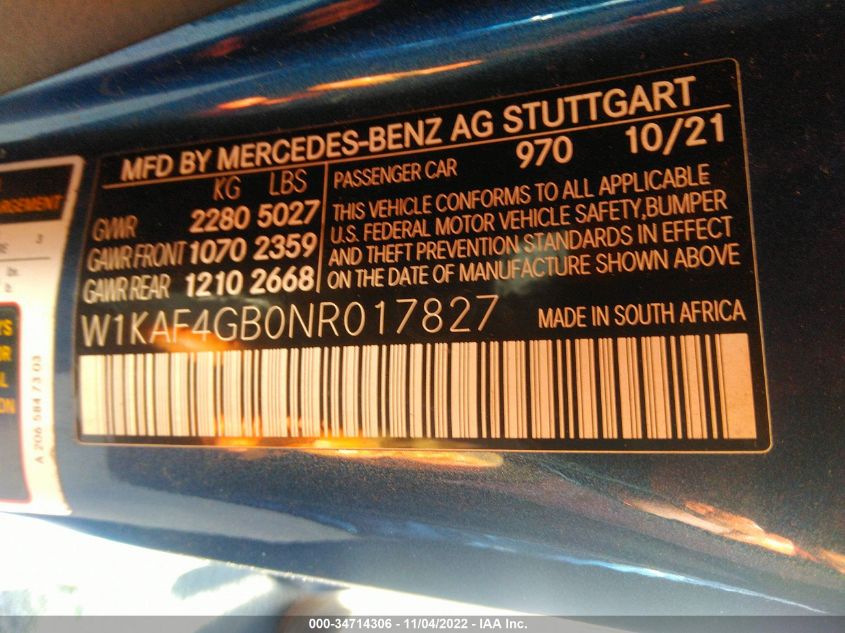 MFD BY MERCEDES-BENZ AG STUTTGART
KG LBS
GVWR 2280 5027
GAWR FRONT 1070 2359
GAWR REAR 1210 2668
PASSENGER CAR 970 10/21
THIS VEHICLE CONFORMS TO ALL APPLICABLE
U.S. FEDERAL MOTOR VEHICLE SAFETY, BUMPER
AND THEFT PREVENTION STANDARDS IN EFFECT
ON THE DATE OF MANUFACTURE SHOWN ABOVE
W1KAF4GB0NR017827 MADE IN SOUTH AFRICA
3
A 206 584 73 03
000-34714306 - 11/04/2022 - IAA Inc.